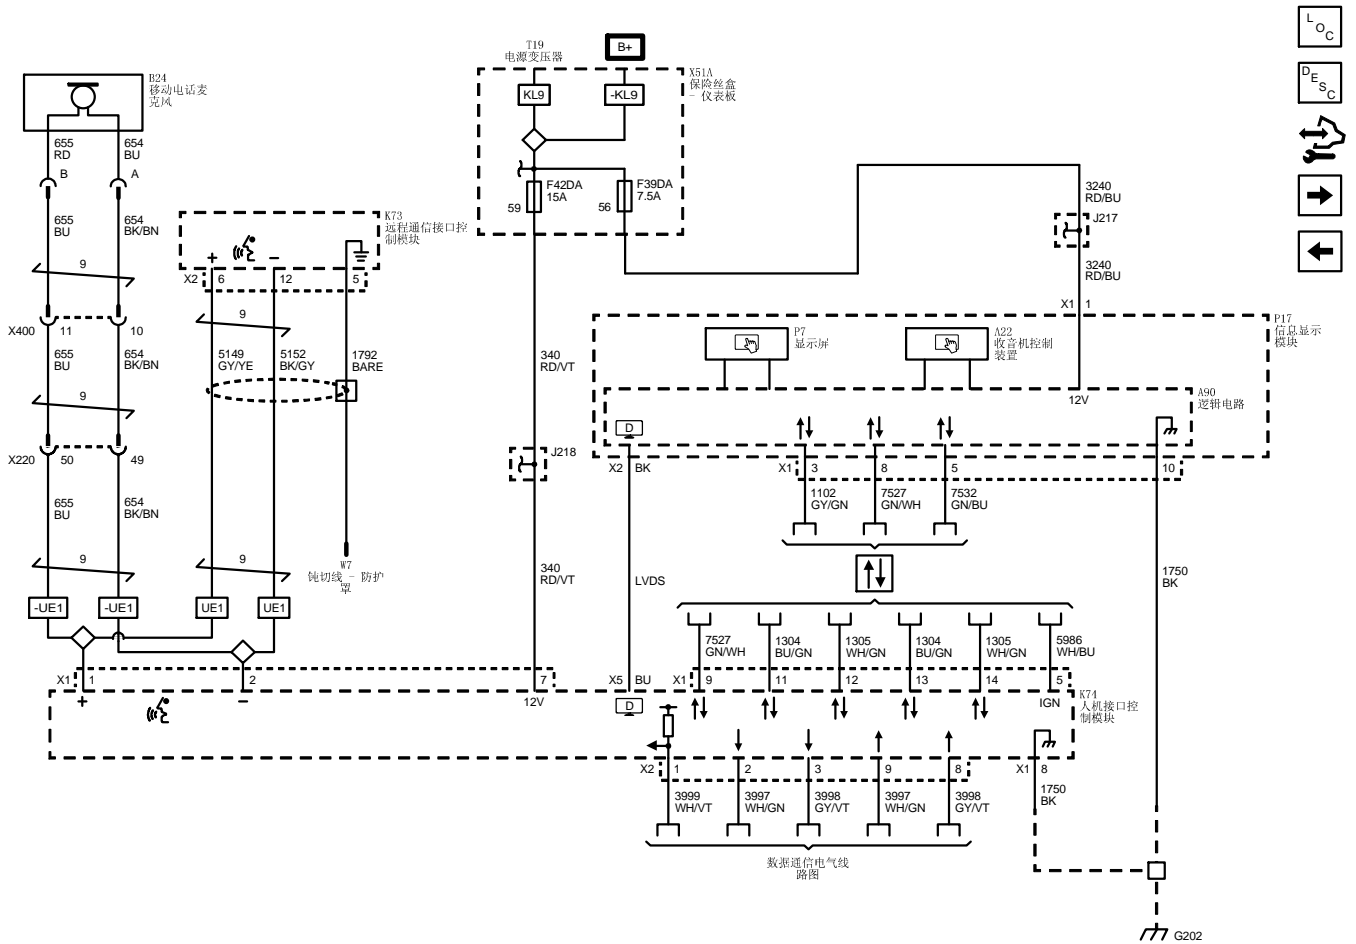 L
O
C
D
E
S
C
T19
电源变压器
B+
X51A
保险丝盒
- 仪表板
KL9
-KL9
F42DA
15A
59
F39DA
7.5A
56
B24
移动电话麦
克风
655
RD
654
BU
B
A
655
BU
654
BK/BN
9
X400
11
10
655
BU
654
BK/BN
9
X220
50
49
655
BU
654
BK/BN
9
-UE1
-UE1
K73
远程通信接口控
制模块
+
−
X2
6
12
5
9
5149
GY/YE
5152
BK/GY
1792
BARE
9
W7
钝切线 - 防护
罩
UE1
UE1
340
RD/VT
J218
340
RD/VT
3240
RD/BU
J217
3240
RD/BU
X1
1
P17
信息显示
模块
P7
显示屏
A22
收音机控制
装置
12V
A90
逻辑电路
D
X2
BK
X1
3
8
5
10
1102
GY/GN
7527
GN/WH
7532
GN/BU
LVDS
1750
BK
7527
GN/WH
1304
BU/GN
1305
WH/GN
1304
BU/GN
1305
WH/GN
5986
WH/BU
X1
1
2
7
X5
BU
X1
9
11
12
13
14
5
+
−
12V
D
IGN
K74
人机接口控
制模块
X2
1
2
3
9
8
X1
8
3999
WH/VT
3997
WH/GN
3998
GY/VT
3997
WH/GN
3998
GY/VT
1750
BK
数据通信电气线
路图
G202